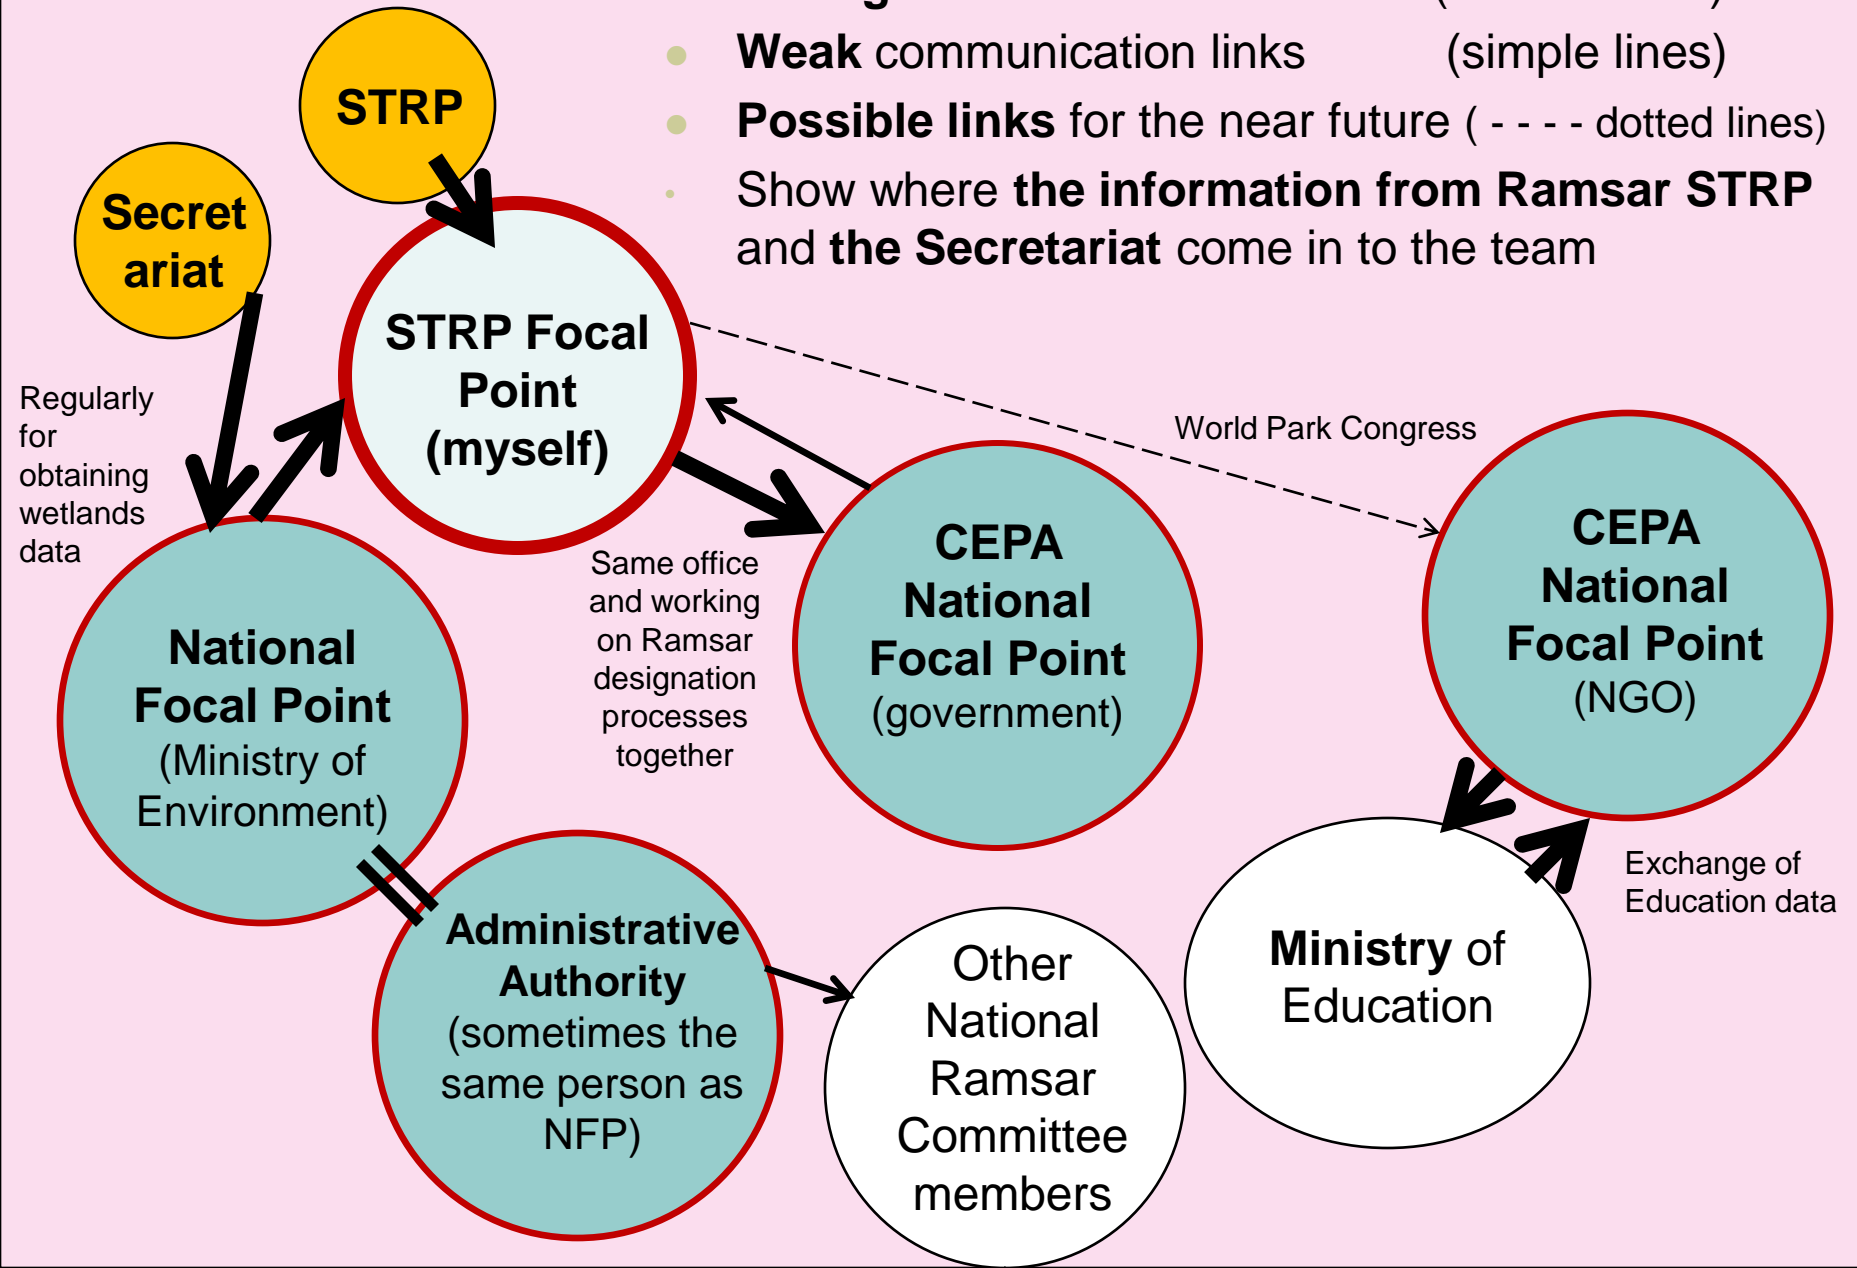 Weak communication links (simple lines)
Possible links for the near future ( - - - - dotted lines)
Show where the information from Ramsar STRP
and the Secretariat come in to the team
STRP
Secret
ariat
STRP Focal
Point
(myself)
Regularly
for
obtaining
wetlands
data
World Park Congress
Same office
and working
on Ramsar
designation
processes
together
CEPA
National
Focal Point
(government)
CEPA
National
Focal Point
(NGO)
National
Focal Point
(Ministry of
Environment)
Exchange of
Education data
Administrative
Authority
(sometimes the
same person as
NFP)
Other
National
Ramsar
Committee
members
Ministry of
Education